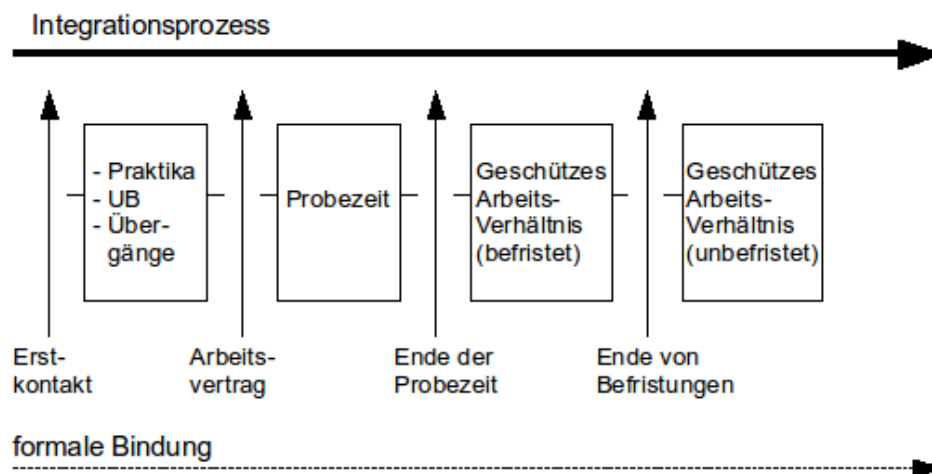 Integrationsprozess
- Praktika
- UB
- Über-
gänge
Probezeit
Geschützes
Arbeits-
Verhältnis
(befristet)
Geschützes
Arbeits-
Verhältnis
(unbefristet)
Erst-
kontakt
Arbeits-
vertrag
Ende der
Probezeit
Ende von
Befristungen
formale Bindung